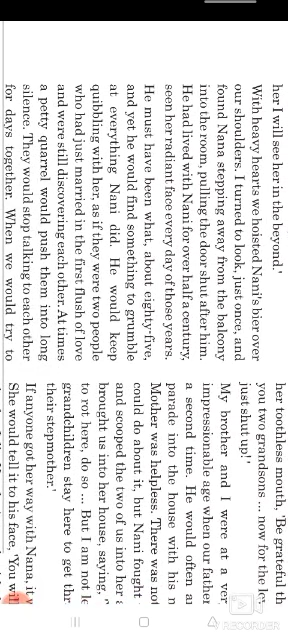 her I will see her in the beyond.'
With heavy hearts we hoisted Nani's bier over
our shoulders. I turned to look, just once, and
found Nana stepping away from the balcony
into the room, pulling the door shut after him.
He had lived with Nani for over half a century,
seen her radiant face every day of those years.
He must have been what, about eighty-five,
and yet he would find something to grumble
at everything Nani did. He would keep
quibbling with her, as if they were two people
who had just married in the first flush of love
and were still discovering each other. At times
a petty quarrel would push them into long
silence. They would stop talking to each other
for days together. When we would try to
her toothless mouth, 'Be grateful th
you two grandsons ... now for the
just shut up!'
My brother and I were at a ver
impressionable age when our father
a second time. He would often a
parade into the house with his n
Mother was helpless. There was not
could do about it, but Nani fought
and scooped the two of us into her a
brought us into her house, saying,
to rot here, do so ... But I am not le
grandchildren stay here to get thr
their stepmother.'
If anyone got her way with Nana, it w
She would tell it to his face, 'You will